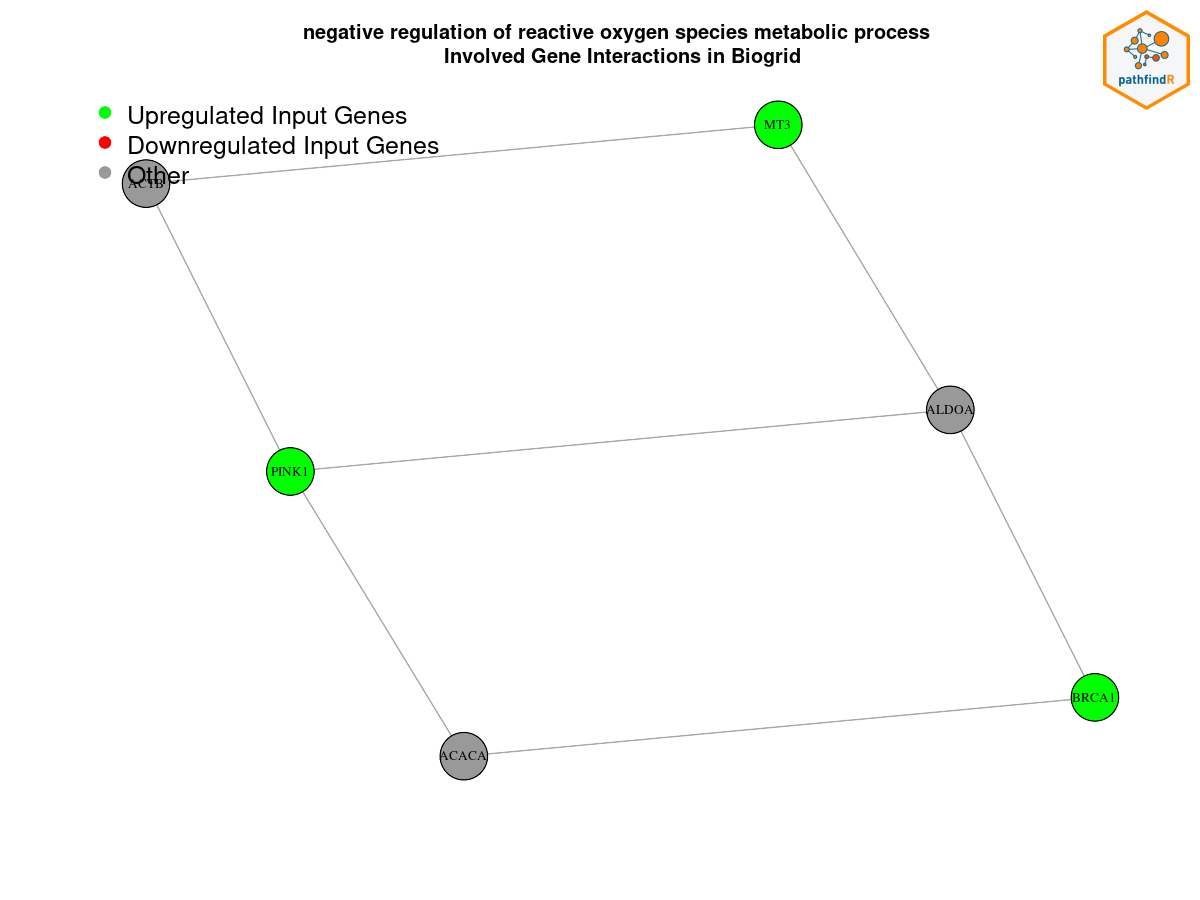 negative regulation of reactive oxygen species metabolic process
Involved Gene Interactions in Biogrid
pathfindR
Upregulated Input Genes
Downregulated Input Genes
Other
MT3
ACTB
ALDOA
PINK1
BRCA1
ACACA